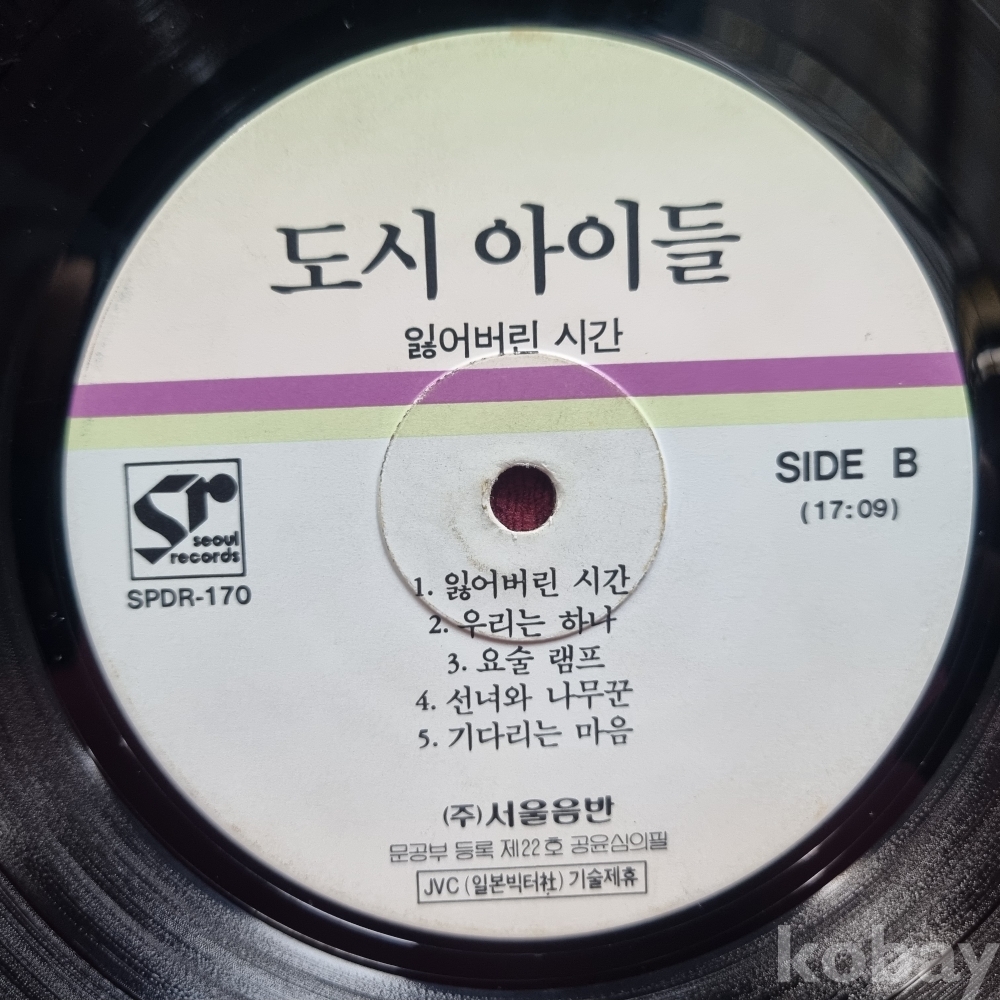 도시 아이들
잃어버린 시간
SIDE B
(17:09)
Sr
seoul
records
SPDR-170
1. 잃어버린 시간
2. 우리는 하나
3. 요술 램프
4. 선녀와 나무꾼
5. 기다리는 마음
(주)서울음반
문공부 등록 제22호 공윤심의필
JVC (일본빅터社) 기술제휴
kobay